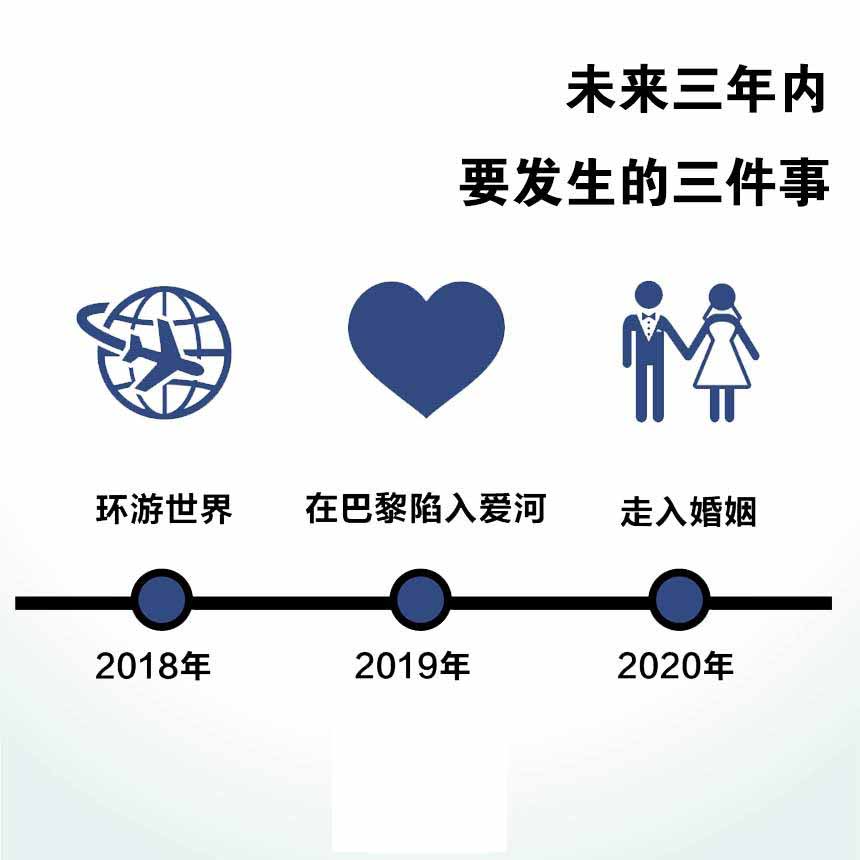 未来三年内
要发生的三件事
环游世界
在巴黎陷入爱河
走入婚姻
2018年
2019年
2020年